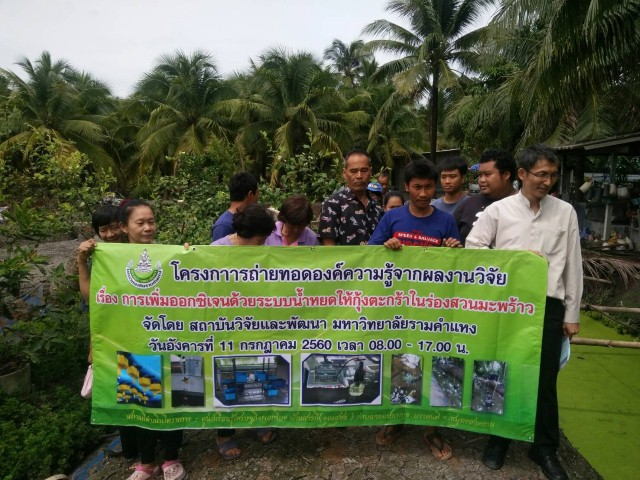 โครงการถ่ายทอดองค์ความรู้จากผลงานวิจัย
เรื่อง การเพิ่มออกซิเจนด้วยระบบน้ำหยดให้กุ้งตะกร้าในร่องสวนมะพร้าว
จัดโดย สถาบันวิจัยและพัฒนา มหาวิทยาลัยรามคำแหง
วันอังคารที่ 11 กรกฎาคม 2560 เวลา 08.00 - 17.00 น.